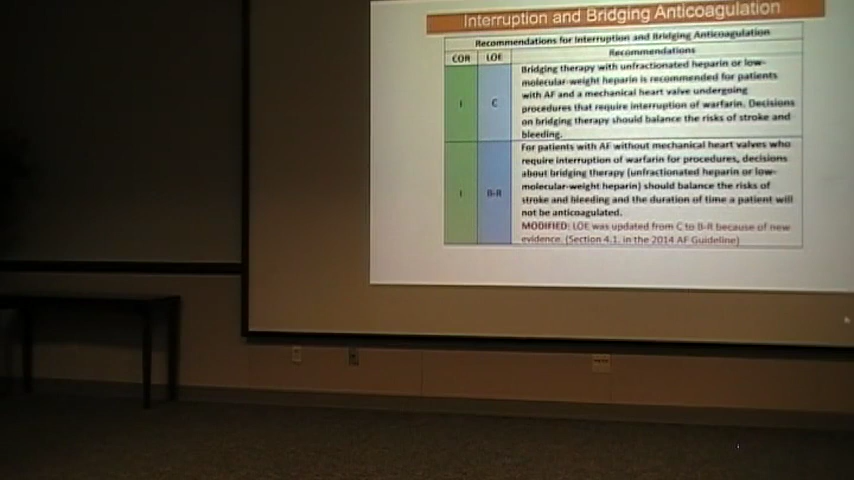 Interruption and Bridging Anticoagulation
Recommendations for Interruption and Bridging Anticoagulation
COR LOE Recommendations
Bridging therapy with unfractionated heparin or low-
molecular-weight heparin is recommended for patients
with AF and a mechanical heart valve undergoing
I C procedures that require interruption of warfarin. Decisions
on bridging therapy should balance the risks of stroke and
bleeding.
For patients with AF without mechanical heart valves who
require interruption of warfarin for procedures, decisions
about bridging therapy (unfractionated heparin or low-
molecular-weight heparin) should balance the risks of
I B-R stroke and bleeding and the duration of time a patient will
not be anticoagulated.
MODIFIED: LOE was updated from C to B-R because of new
evidence. (Section 4.1. in the 2014 AF Guideline)